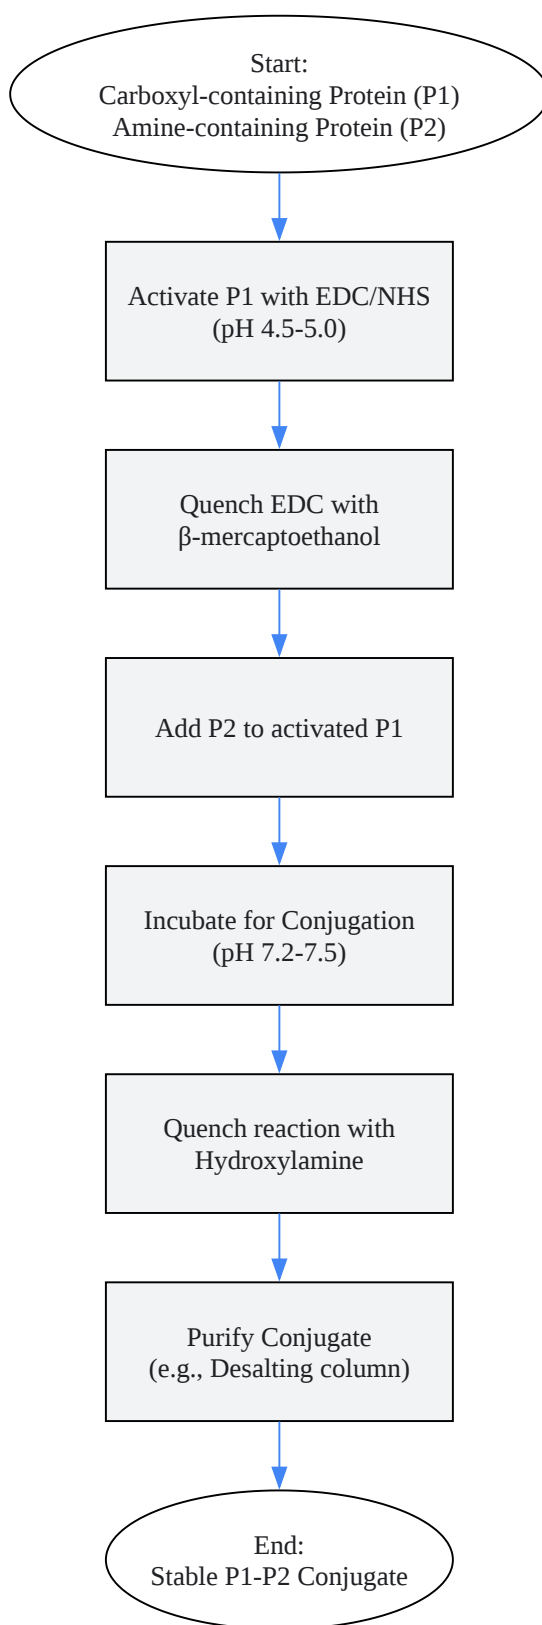 Start:
Carboxyl-containing Protein (P1)
Amine-containing Protein (P2)
Activate P1 with EDC/NHS
(pH 4.5-5.0)
Quench EDC with
β-mercaptoethanol
Add P2 to activated P1
Incubate for Conjugation
(pH 7.2-7.5)
Quench reaction with
Hydroxylamine
Purify Conjugate
(e.g., Desalting column)
End:
Stable P1-P2 Conjugate